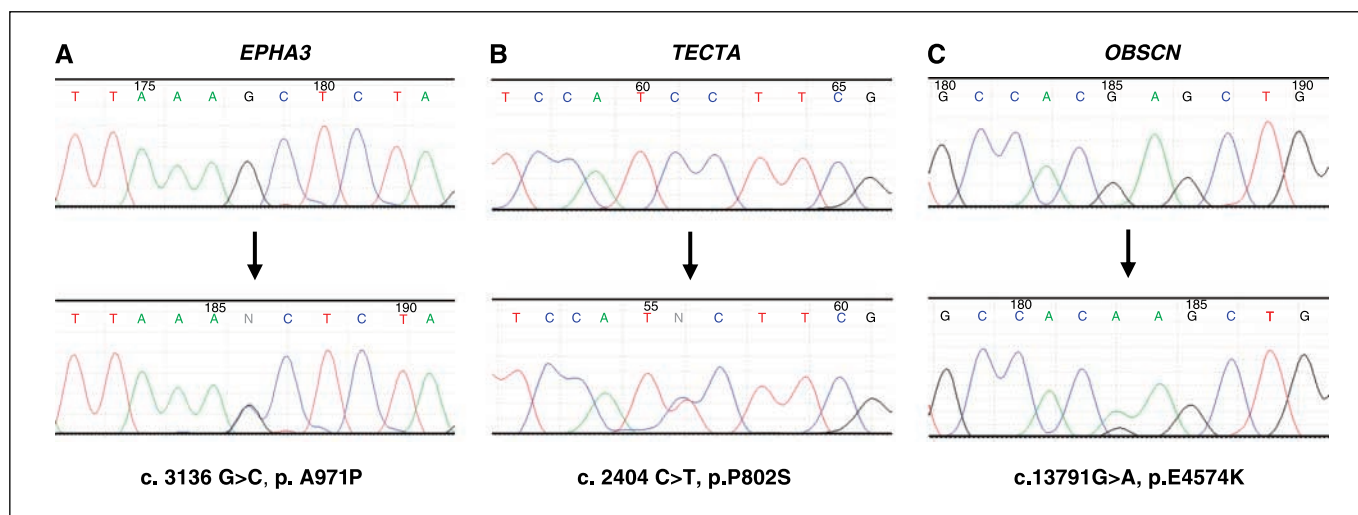 A EPHA3
175 180
T T A A A G C T C T A
185 190
T T A A A N C T C T A
c. 3136 G>C, p. A971P
B TECTA
60 65
T C C A T C C T T C G
55 60
T C C A T N C T T C G
c. 2404 C>T, p.P802S
C OBSCN
180 185 190
G C C A C G A G C T G
180 185
G C C A C A A G C T G
c.13791G>A, p.E4574K